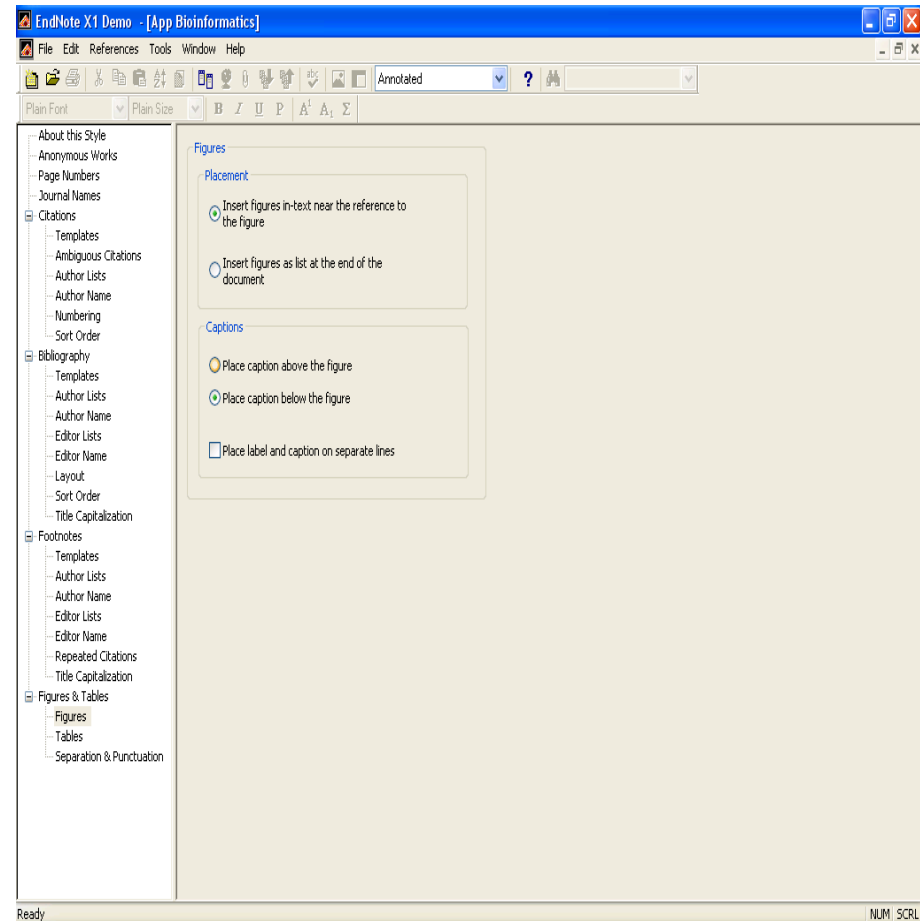 EndNote X1 Demo - [App Bioinformatics]
File Edit References Tools Window Help
Annotated
Plain Font Plain Size B I U P A¹ A₁ Σ
About this Style
Anonymous Works
Page Numbers
Journal Names
Citations
Templates
Ambiguous Citations
Author Lists
Author Name
Numbering
Sort Order
Bibliography
Templates
Author Lists
Author Name
Editor Lists
Editor Name
Layout
Sort Order
Title Capitalization
Footnotes
Templates
Author Lists
Author Name
Editor Lists
Editor Name
Repeated Citations
Title Capitalization
Figures & Tables
Figures
Tables
Separation & Punctuation
Figures
Placement
Insert figures in-text near the reference to
the figure
Insert figures as list at the end of the
document
Captions
Place caption above the figure
Place caption below the figure
Place label and caption on separate lines
Ready NUM SCRL